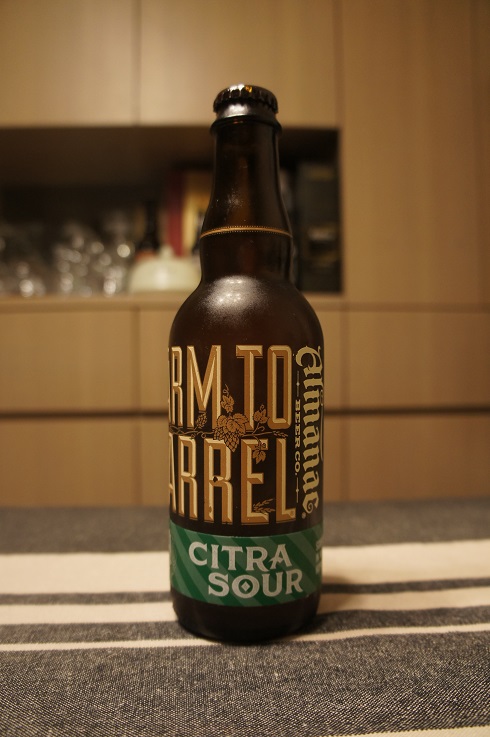 RM TO
ARREL
Almanac
BEER CO.
CITRA
SOUR